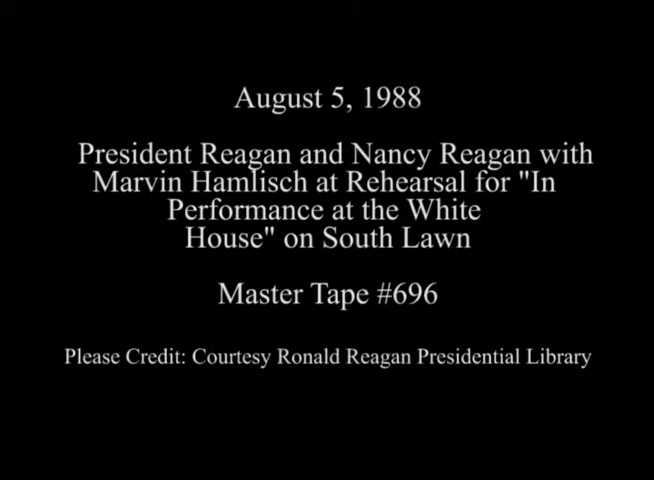 August 5, 1988
President Reagan and Nancy Reagan with
Marvin Hamlisch at Rehearsal for "In
Performance at the White
House" on South Lawn
Master Tape #696
Please Credit: Courtesy Ronald Reagan Presidential Library